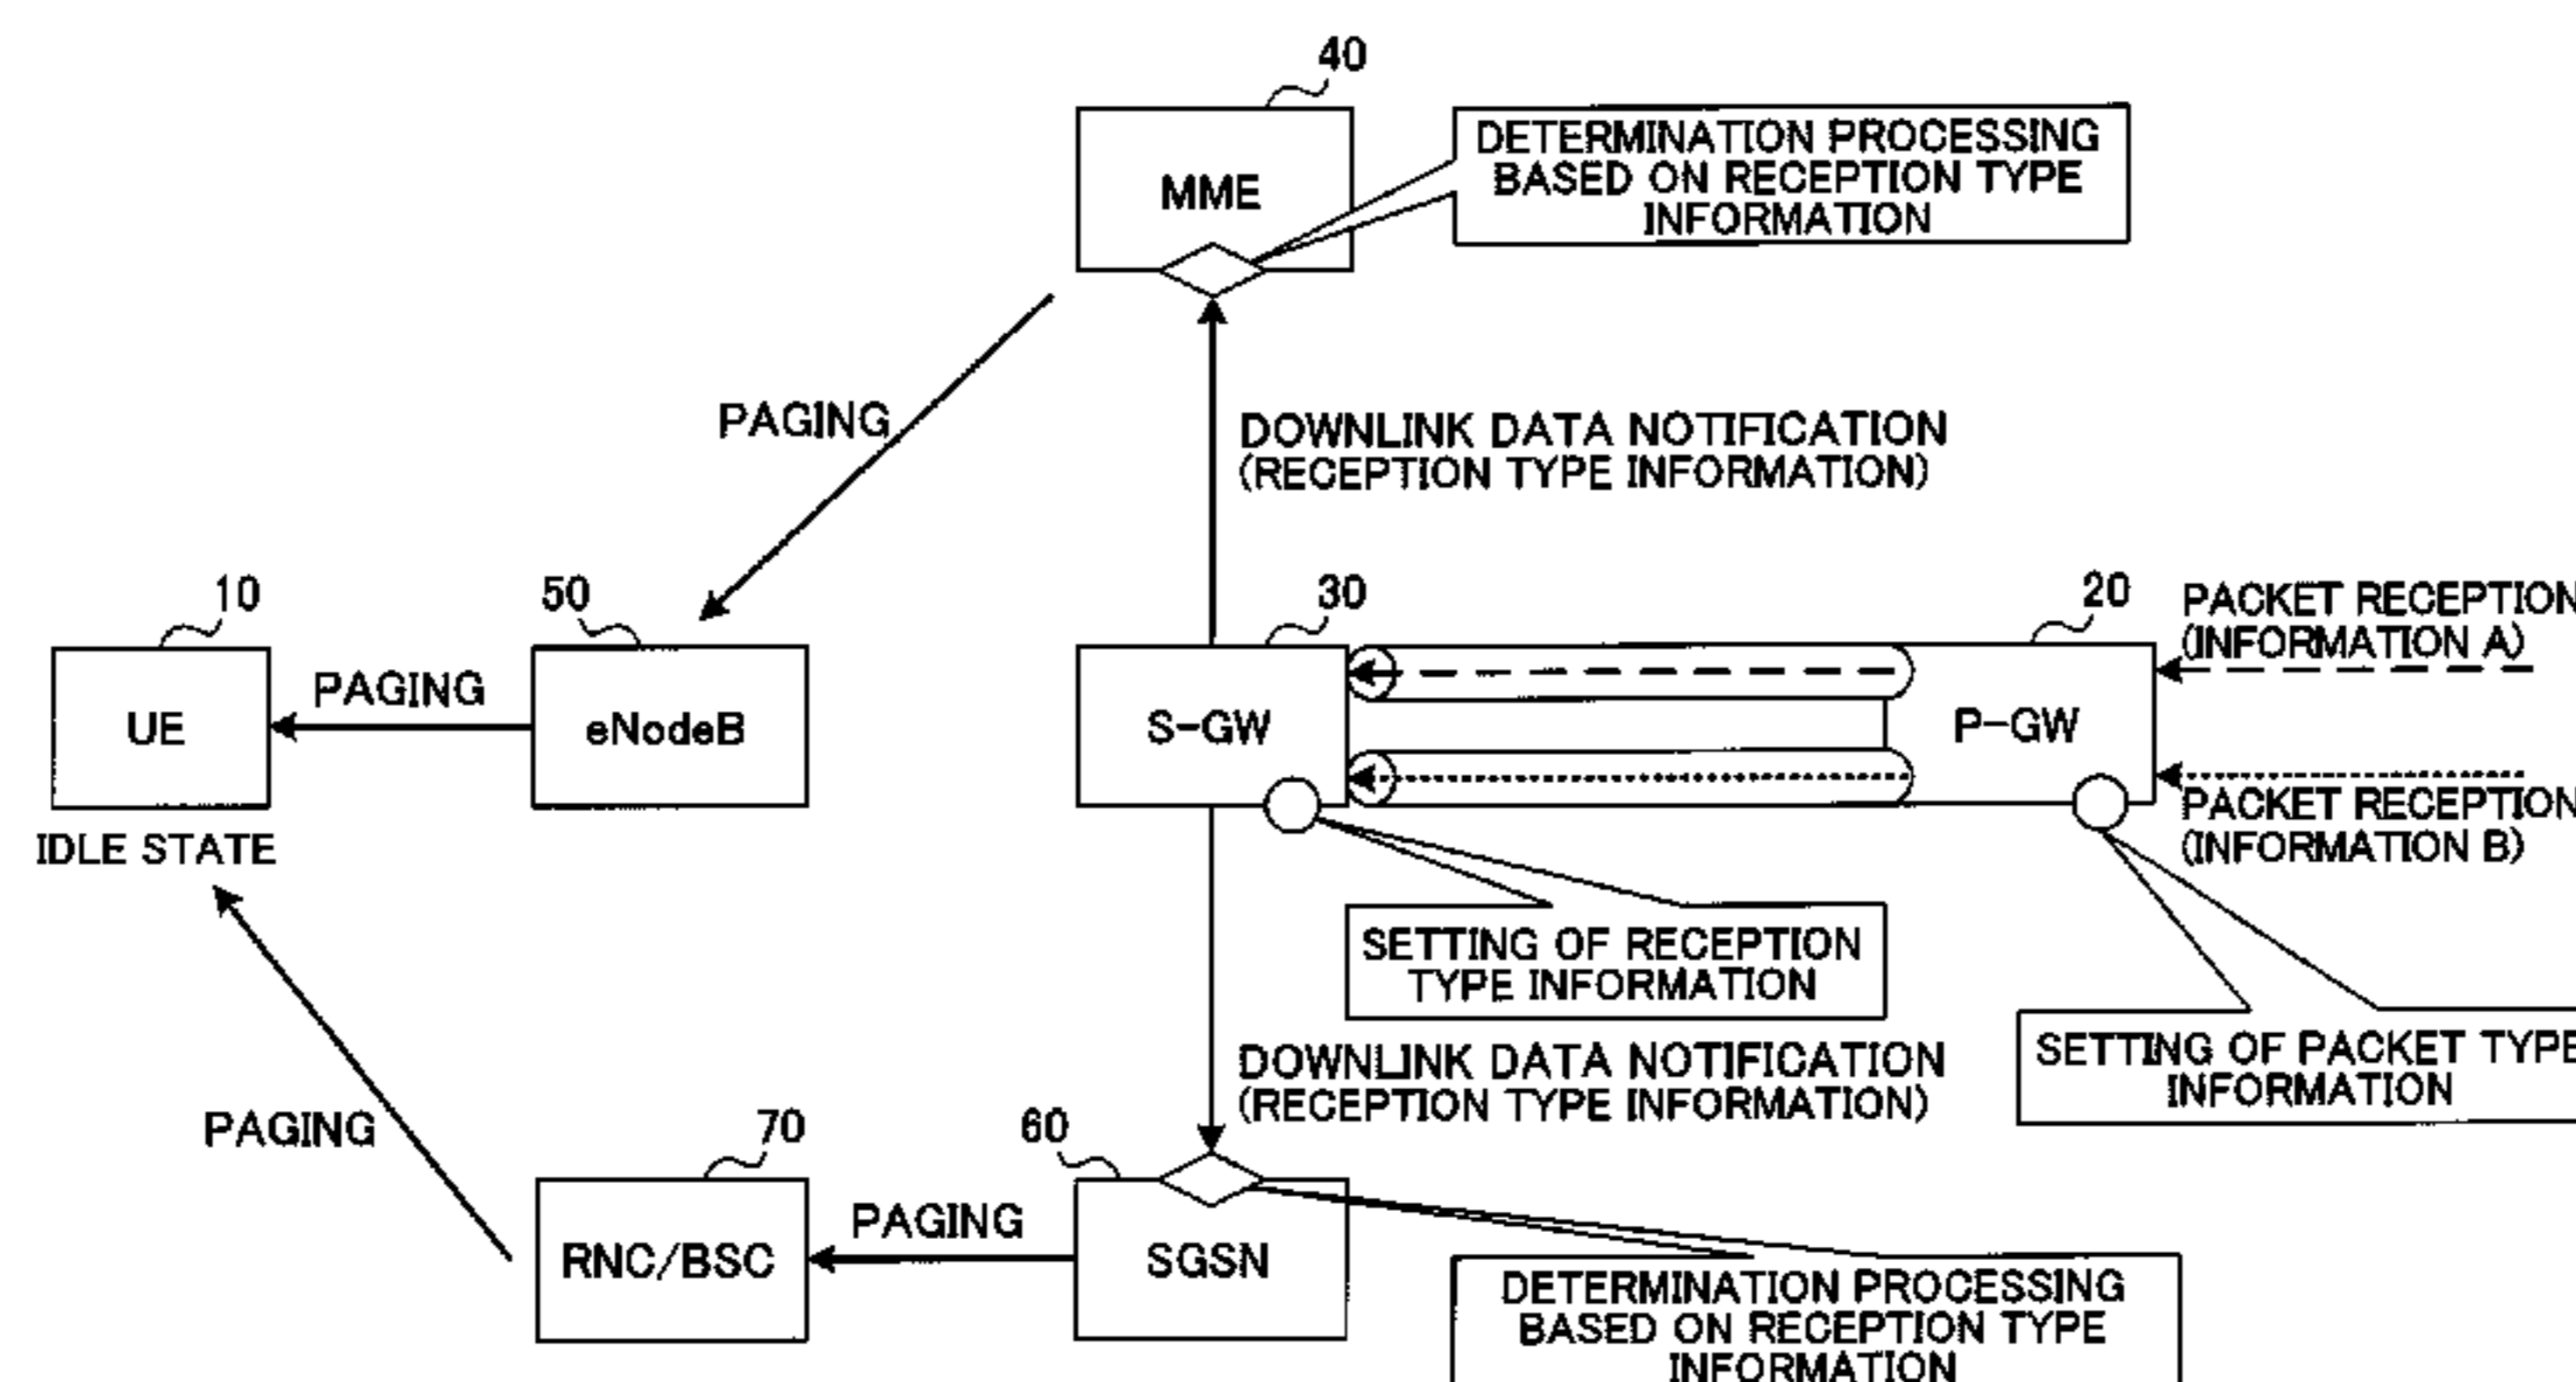 40
MME
DETERMINATION PROCESSING
BASED ON RECEPTION TYPE
INFORMATION
PAGING
DOWNLINK DATA NOTIFICATION
(RECEPTION TYPE INFORMATION)
10
UE
IDLE STATE
PAGING
50
eNodeB
30
S-GW
20
P-GW
PACKET RECEPTION
(INFORMATION A)
PACKET RECEPTION
(INFORMATION B)
SETTING OF RECEPTION
TYPE INFORMATION
SETTING OF PACKET TYPE
INFORMATION
DOWNLINK DATA NOTIFICATION
(RECEPTION TYPE INFORMATION)
PAGING
70
RNC/BSC
PAGING
60
SGSN
DETERMINATION PROCESSING
BASED ON RECEPTION TYPE
INFORMATION